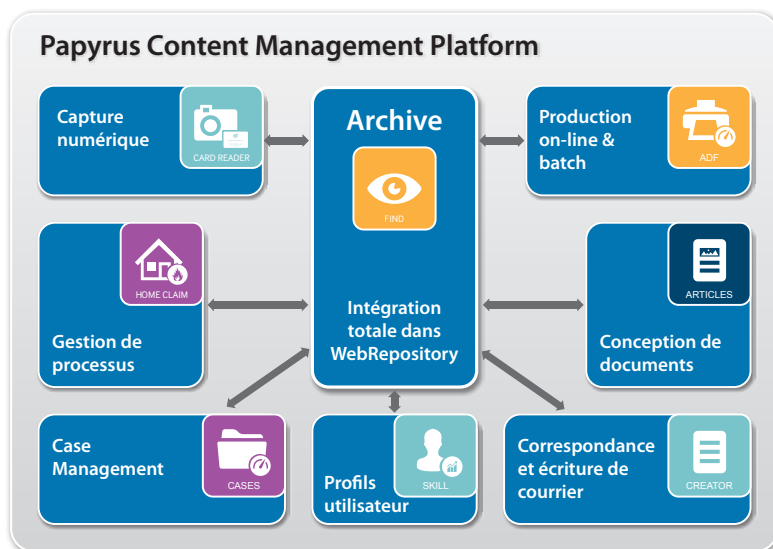 Papyrus Content Management Platform
Capture
numérique
CARD READER
Archive
FIND
Intégration
totale dans
WebRepository
Production
on-line &
batch
ADF
HOME CLAIM
Gestion de
processus
ARTICLES
Conception de
documents
Case
Management
CASES
Profils
utilisateur
SKILL
Correspondance
et écriture de
courrier
CREATOR